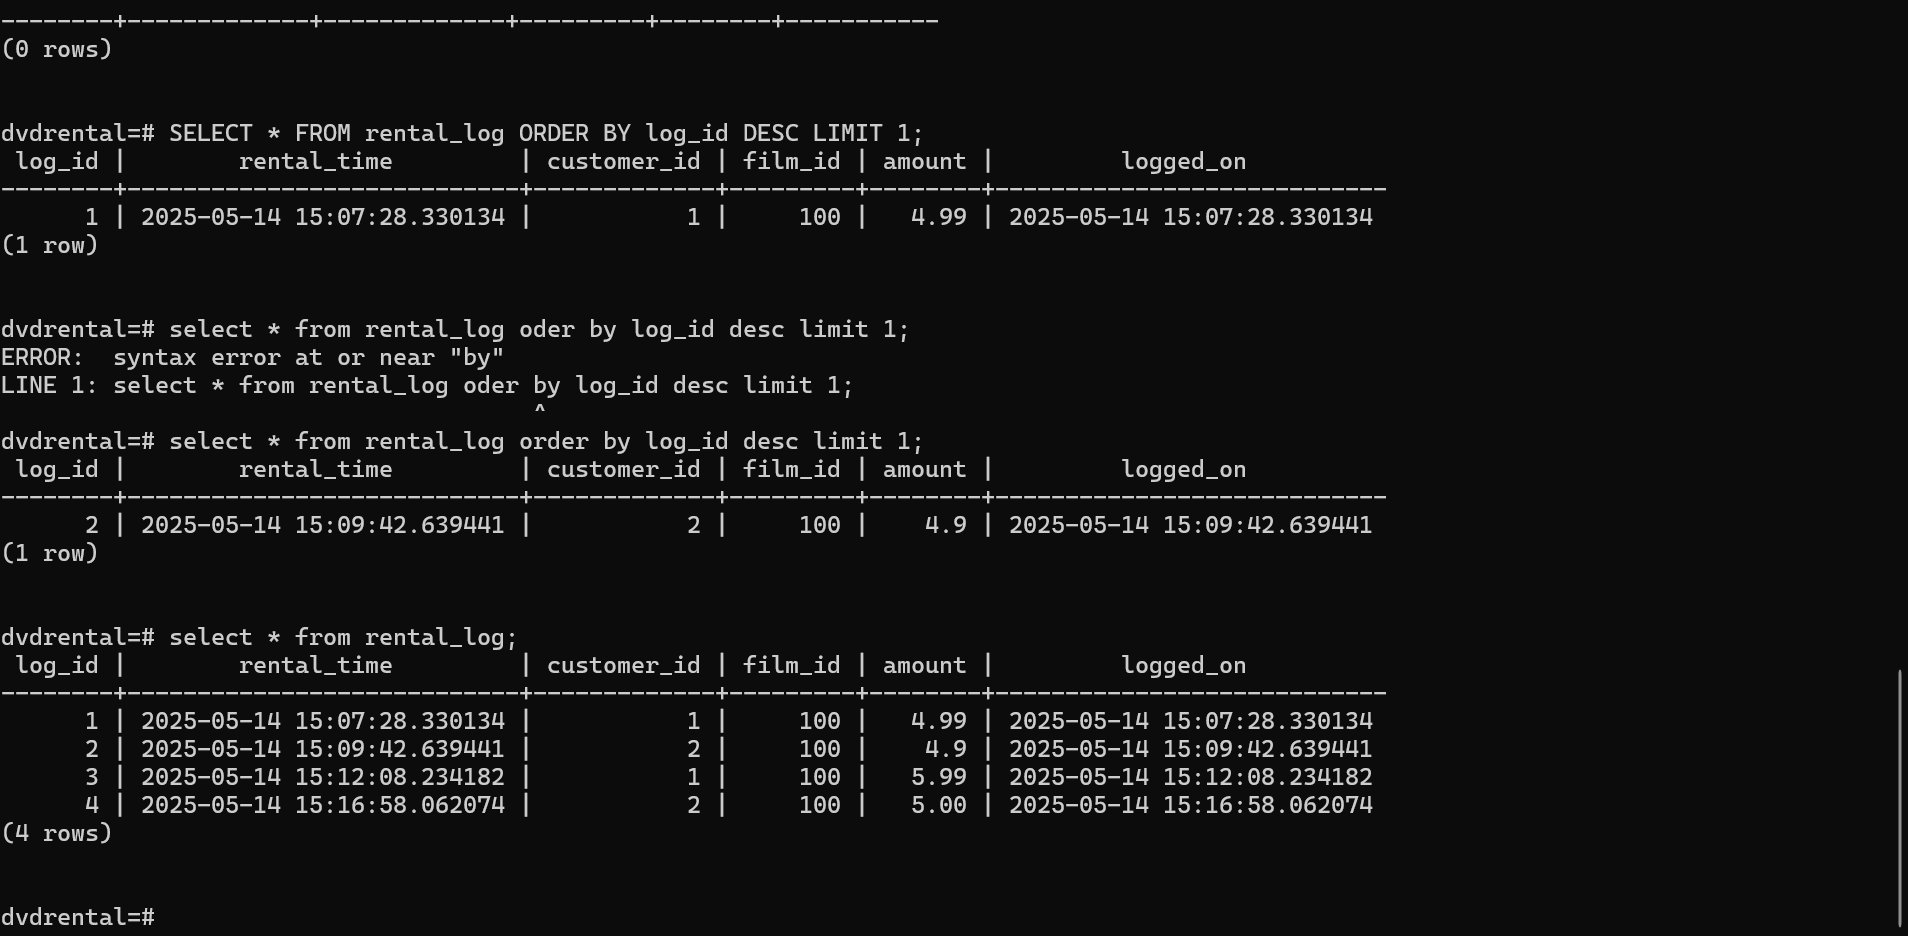 --------+-------------+-------------+---------+--------+-----------
(0 rows)
dvdrental=# SELECT * FROM rental_log ORDER BY log_id DESC LIMIT 1;
 log_id |        rental_time         | customer_id | film_id | amount |         logged_on
--------+----------------------------+-------------+---------+--------+----------------------------
      1 | 2025-05-14 15:07:28.330134 |           1 |     100 |   4.99 | 2025-05-14 15:07:28.330134
(1 row)
dvdrental=# select * from rental_log oder by log_id desc limit 1;
ERROR:  syntax error at or near "by"
LINE 1: select * from rental_log oder by log_id desc limit 1;
                                      ^
dvdrental=# select * from rental_log order by log_id desc limit 1;
 log_id |        rental_time         | customer_id | film_id | amount |         logged_on
--------+----------------------------+-------------+---------+--------+----------------------------
      2 | 2025-05-14 15:09:42.639441 |           2 |     100 |    4.9 | 2025-05-14 15:09:42.639441
(1 row)
dvdrental=# select * from rental_log;
 log_id |        rental_time         | customer_id | film_id | amount |         logged_on
--------+----------------------------+-------------+---------+--------+----------------------------
      1 | 2025-05-14 15:07:28.330134 |           1 |     100 |   4.99 | 2025-05-14 15:07:28.330134
      2 | 2025-05-14 15:09:42.639441 |           2 |     100 |    4.9 | 2025-05-14 15:09:42.639441
      3 | 2025-05-14 15:12:08.234182 |           1 |     100 |   5.99 | 2025-05-14 15:12:08.234182
      4 | 2025-05-14 15:16:58.062074 |           2 |     100 |   5.00 | 2025-05-14 15:16:58.062074
(4 rows)
dvdrental=#